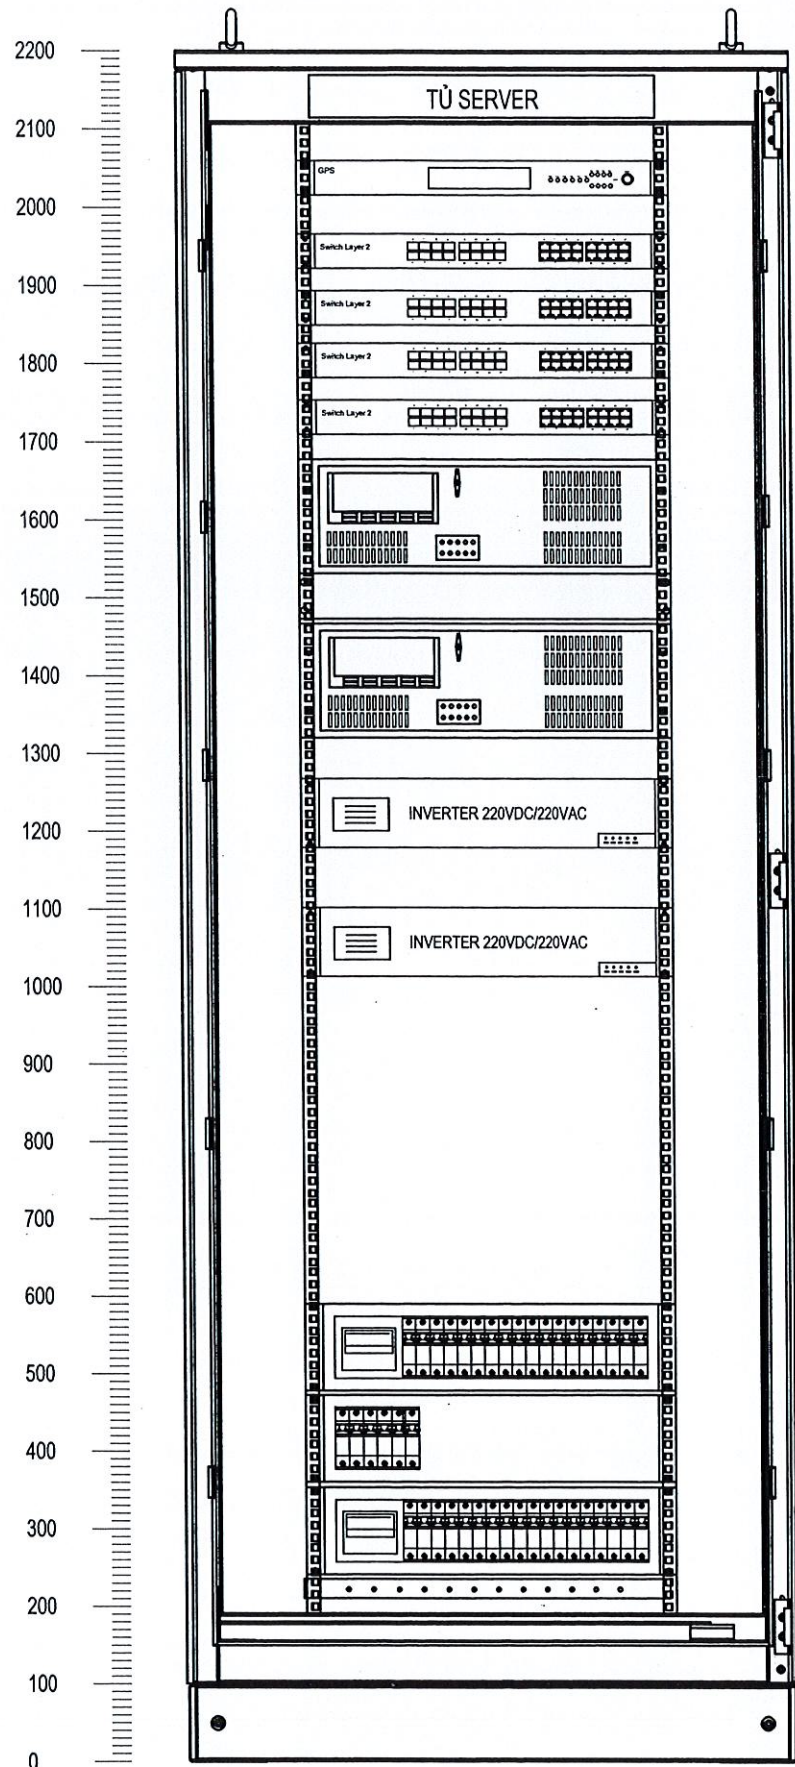 2200
TỦ SERVER
2100
GPS
2000
Switch Layer 2
1900
Switch Layer 2
1800
Switch Layer 2
Switch Layer 2
1700
1600
1500
1400
1300
INVERTER 220VDC/220VAC
1200
1100
INVERTER 220VDC/220VAC
1000
900
800
700
600
500
400
300
200
100
0